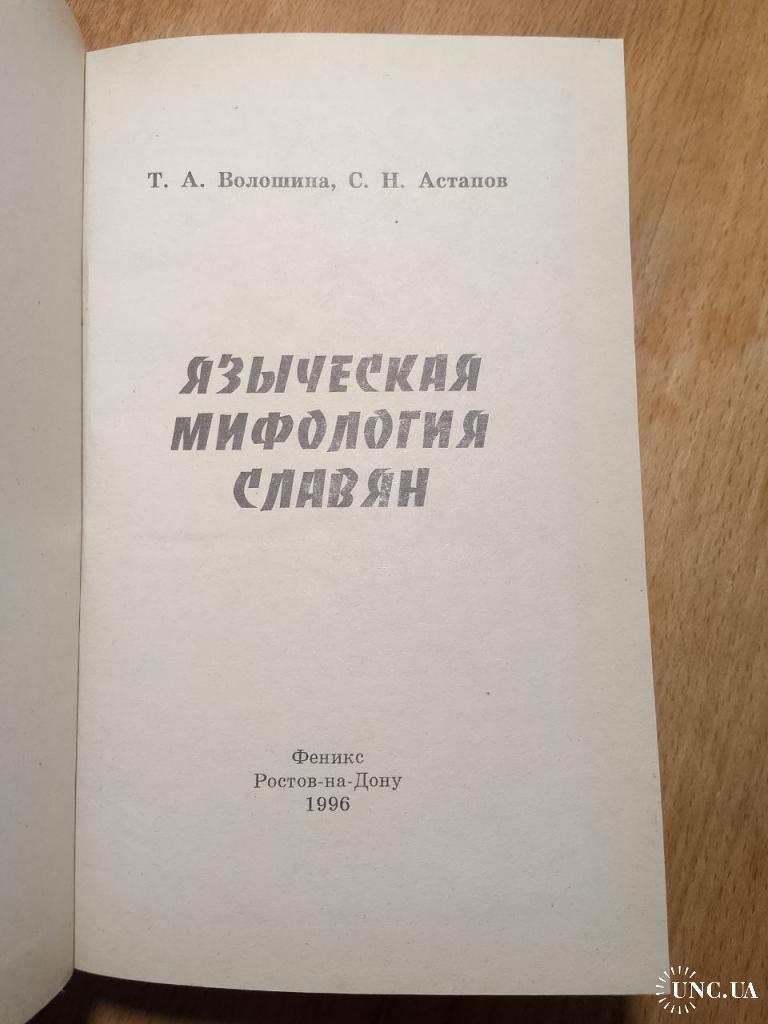 Т. А. Волошина, С. Н. Астапов
ЯЗЫЧЕСКАЯ
МИФОЛОГИЯ
СЛАВЯН
Феникс
Ростов-на-Дону
1996
UNC.UA